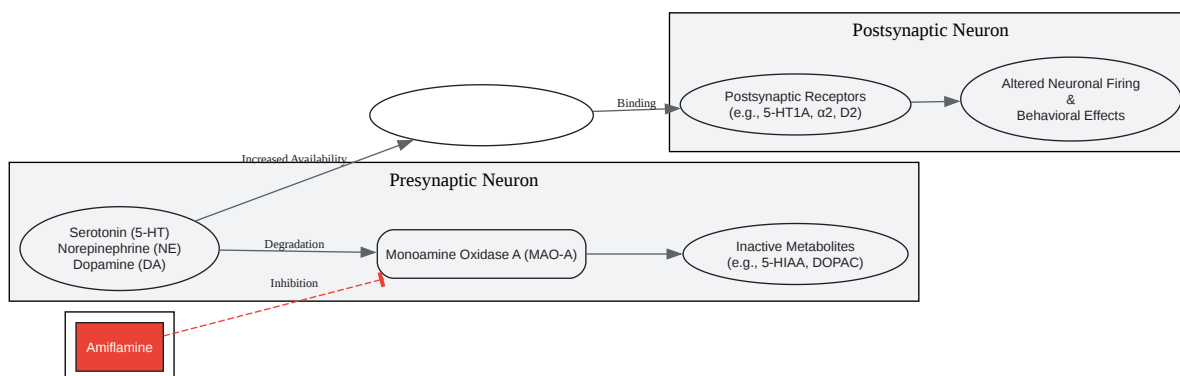 Postsynaptic Neuron
Altered Neuronal Firing
&
Behavioral Effects
Postsynaptic Receptors
(e.g., 5-HT1A, α2, D2)
Binding
Increased Availability
Presynaptic Neuron
Serotonin (5-HT)
Norepinephrine (NE)
Dopamine (DA)
Degradation
Monoamine Oxidase A (MAO-A)
Inactive Metabolites
(e.g., 5-HIAA, DOPAC)
Inhibition
Amiflamine